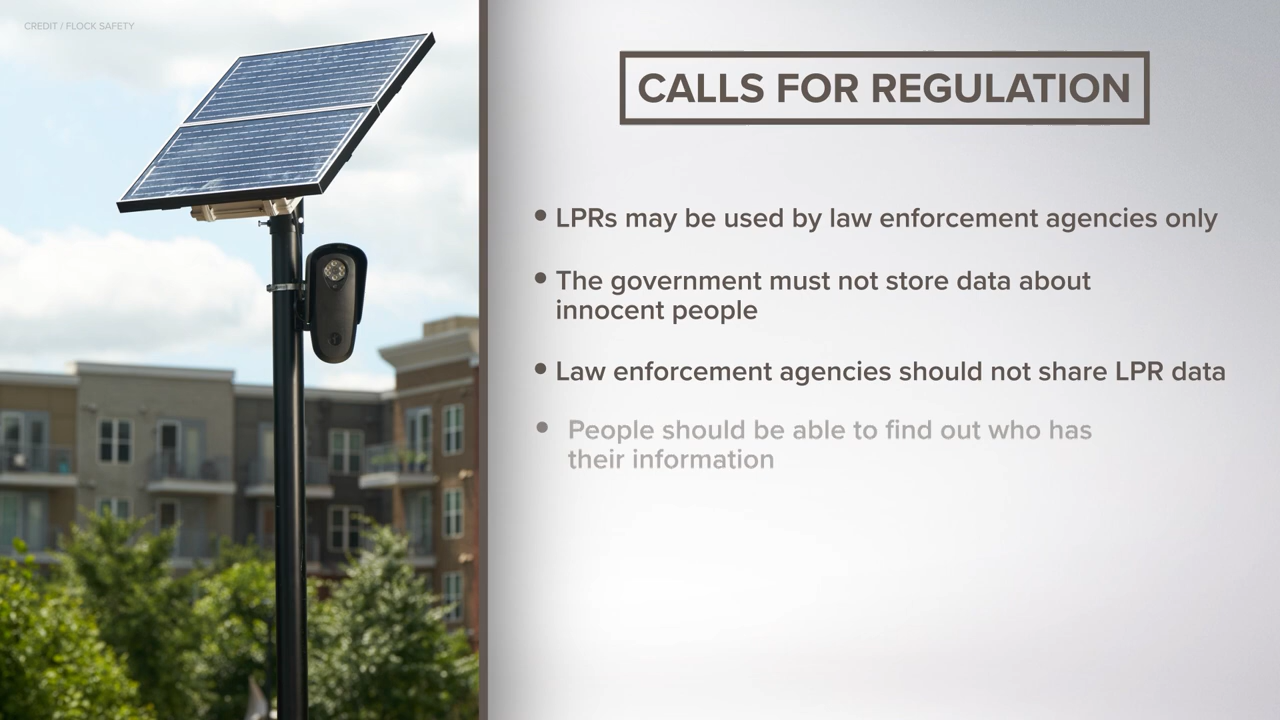 CREDIT / FLOCK SAFETY
CALLS FOR REGULATION
• LPRs may be used by law enforcement agencies only
• The government must not store data about
innocent people
• Law enforcement agencies should not share LPR data
• People should be able to find out who has
their information